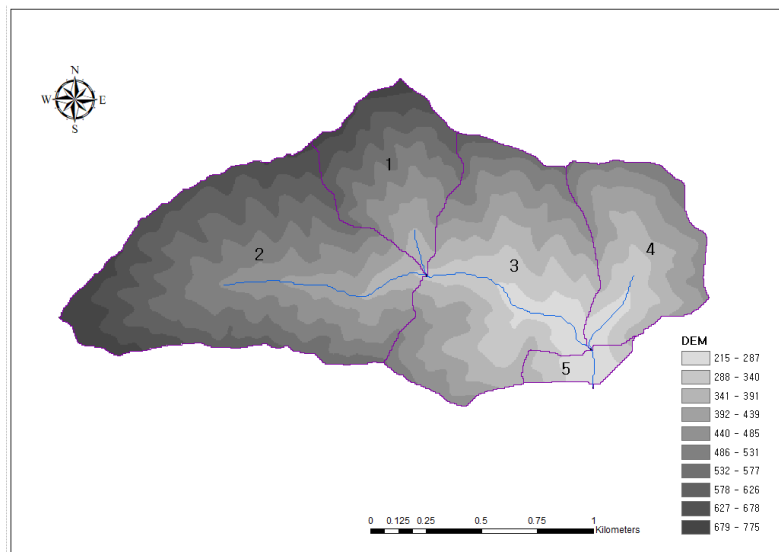 N
W E
S
1
2
3
4
5
DEM
215 - 287
288 - 340
341 - 391
392 - 439
440 - 485
486 - 531
532 - 577
578 - 626
627 - 678
679 - 775
0 0.125 0.25 0.5 0.75 1
Kilometers